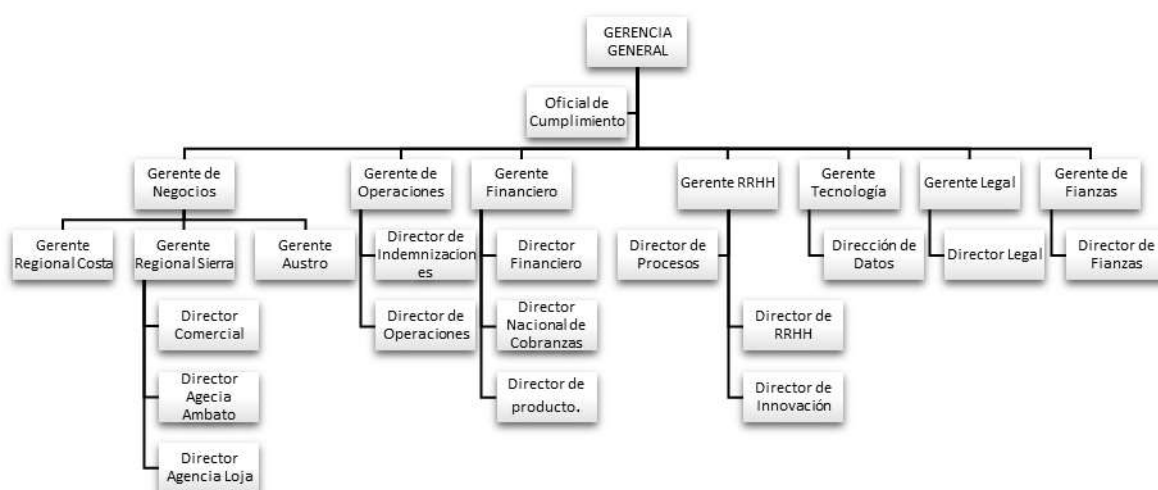 GERENCIA
GENERAL
Oficial de
Cumplimiento
Gerente de
Negocios
Gerente de
Operaciones
Gerente
Financiero
Gerente RRHH
Gerente
Tecnología
Gerente Legal
Gerente de
Fianzas
Gerente
Regional Costa
Gerente
Regional Sierra
Gerente
Austro
Director de
Indemnizacio
nes
Director
Financiero
Director de
Procesos
Dirección de
Datos
Director Legal
Director de
Fianzas
Director
Comercial
Director de
Operaciones
Director
Nacional de
Cobranzas
Director de
RRHH
Director
Agecia
Ambato
Director de
producto.
Director de
Innovación
Director
Agencia Loja